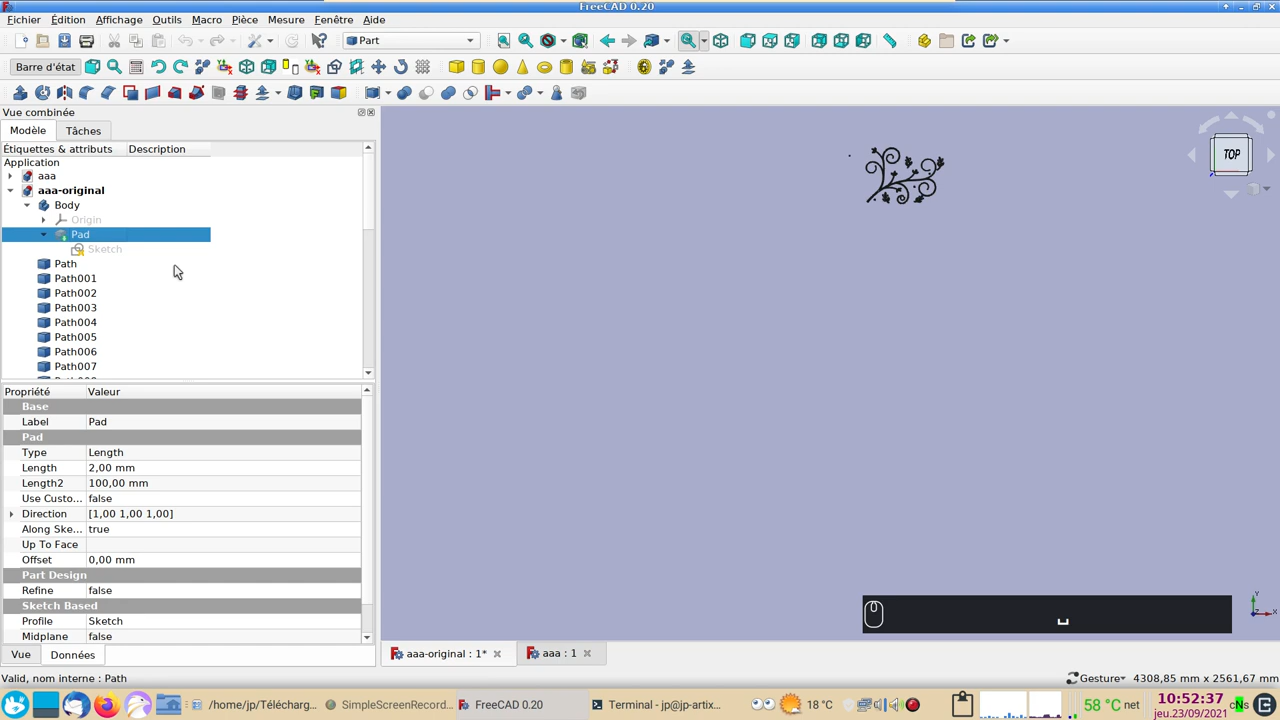 FreeCAD 0.20
Fichier Édition Affichage Outils Macro Pièce Mesure Fenêtre Aide
Part
Barre d'état
Vue combinée
Modèle Tâches
Étiquettes & attributs Description
Application
aaa
aaa-original
Body
Origin
Pad
Sketch
Path
Path001
Path002
Path003
Path004
Path005
Path006
Path007
Propriété Valeur
Base
Label Pad
Pad
Type Length
Length 2,00 mm
Length2 100,00 mm
Use Custo... false
Direction [1,00 1,00 1,00]
Along Ske... true
Up To Face
Offset 0,00 mm
Part Design
Refine false
Sketch Based
Profile Sketch
Midplane false
Vue Données
TOP
Y
Z
X
aaa-original : 1* aaa : 1
Valid, nom interne : Path
Gesture 4308,85 mm x 2561,67 mm
/home/jp/Télécharg... SimpleScreenRecord... FreeCAD 0.20 Terminal - jp@jp-artix... 18 °C 58 °C net 10:52:37
jeu.23/09/2021